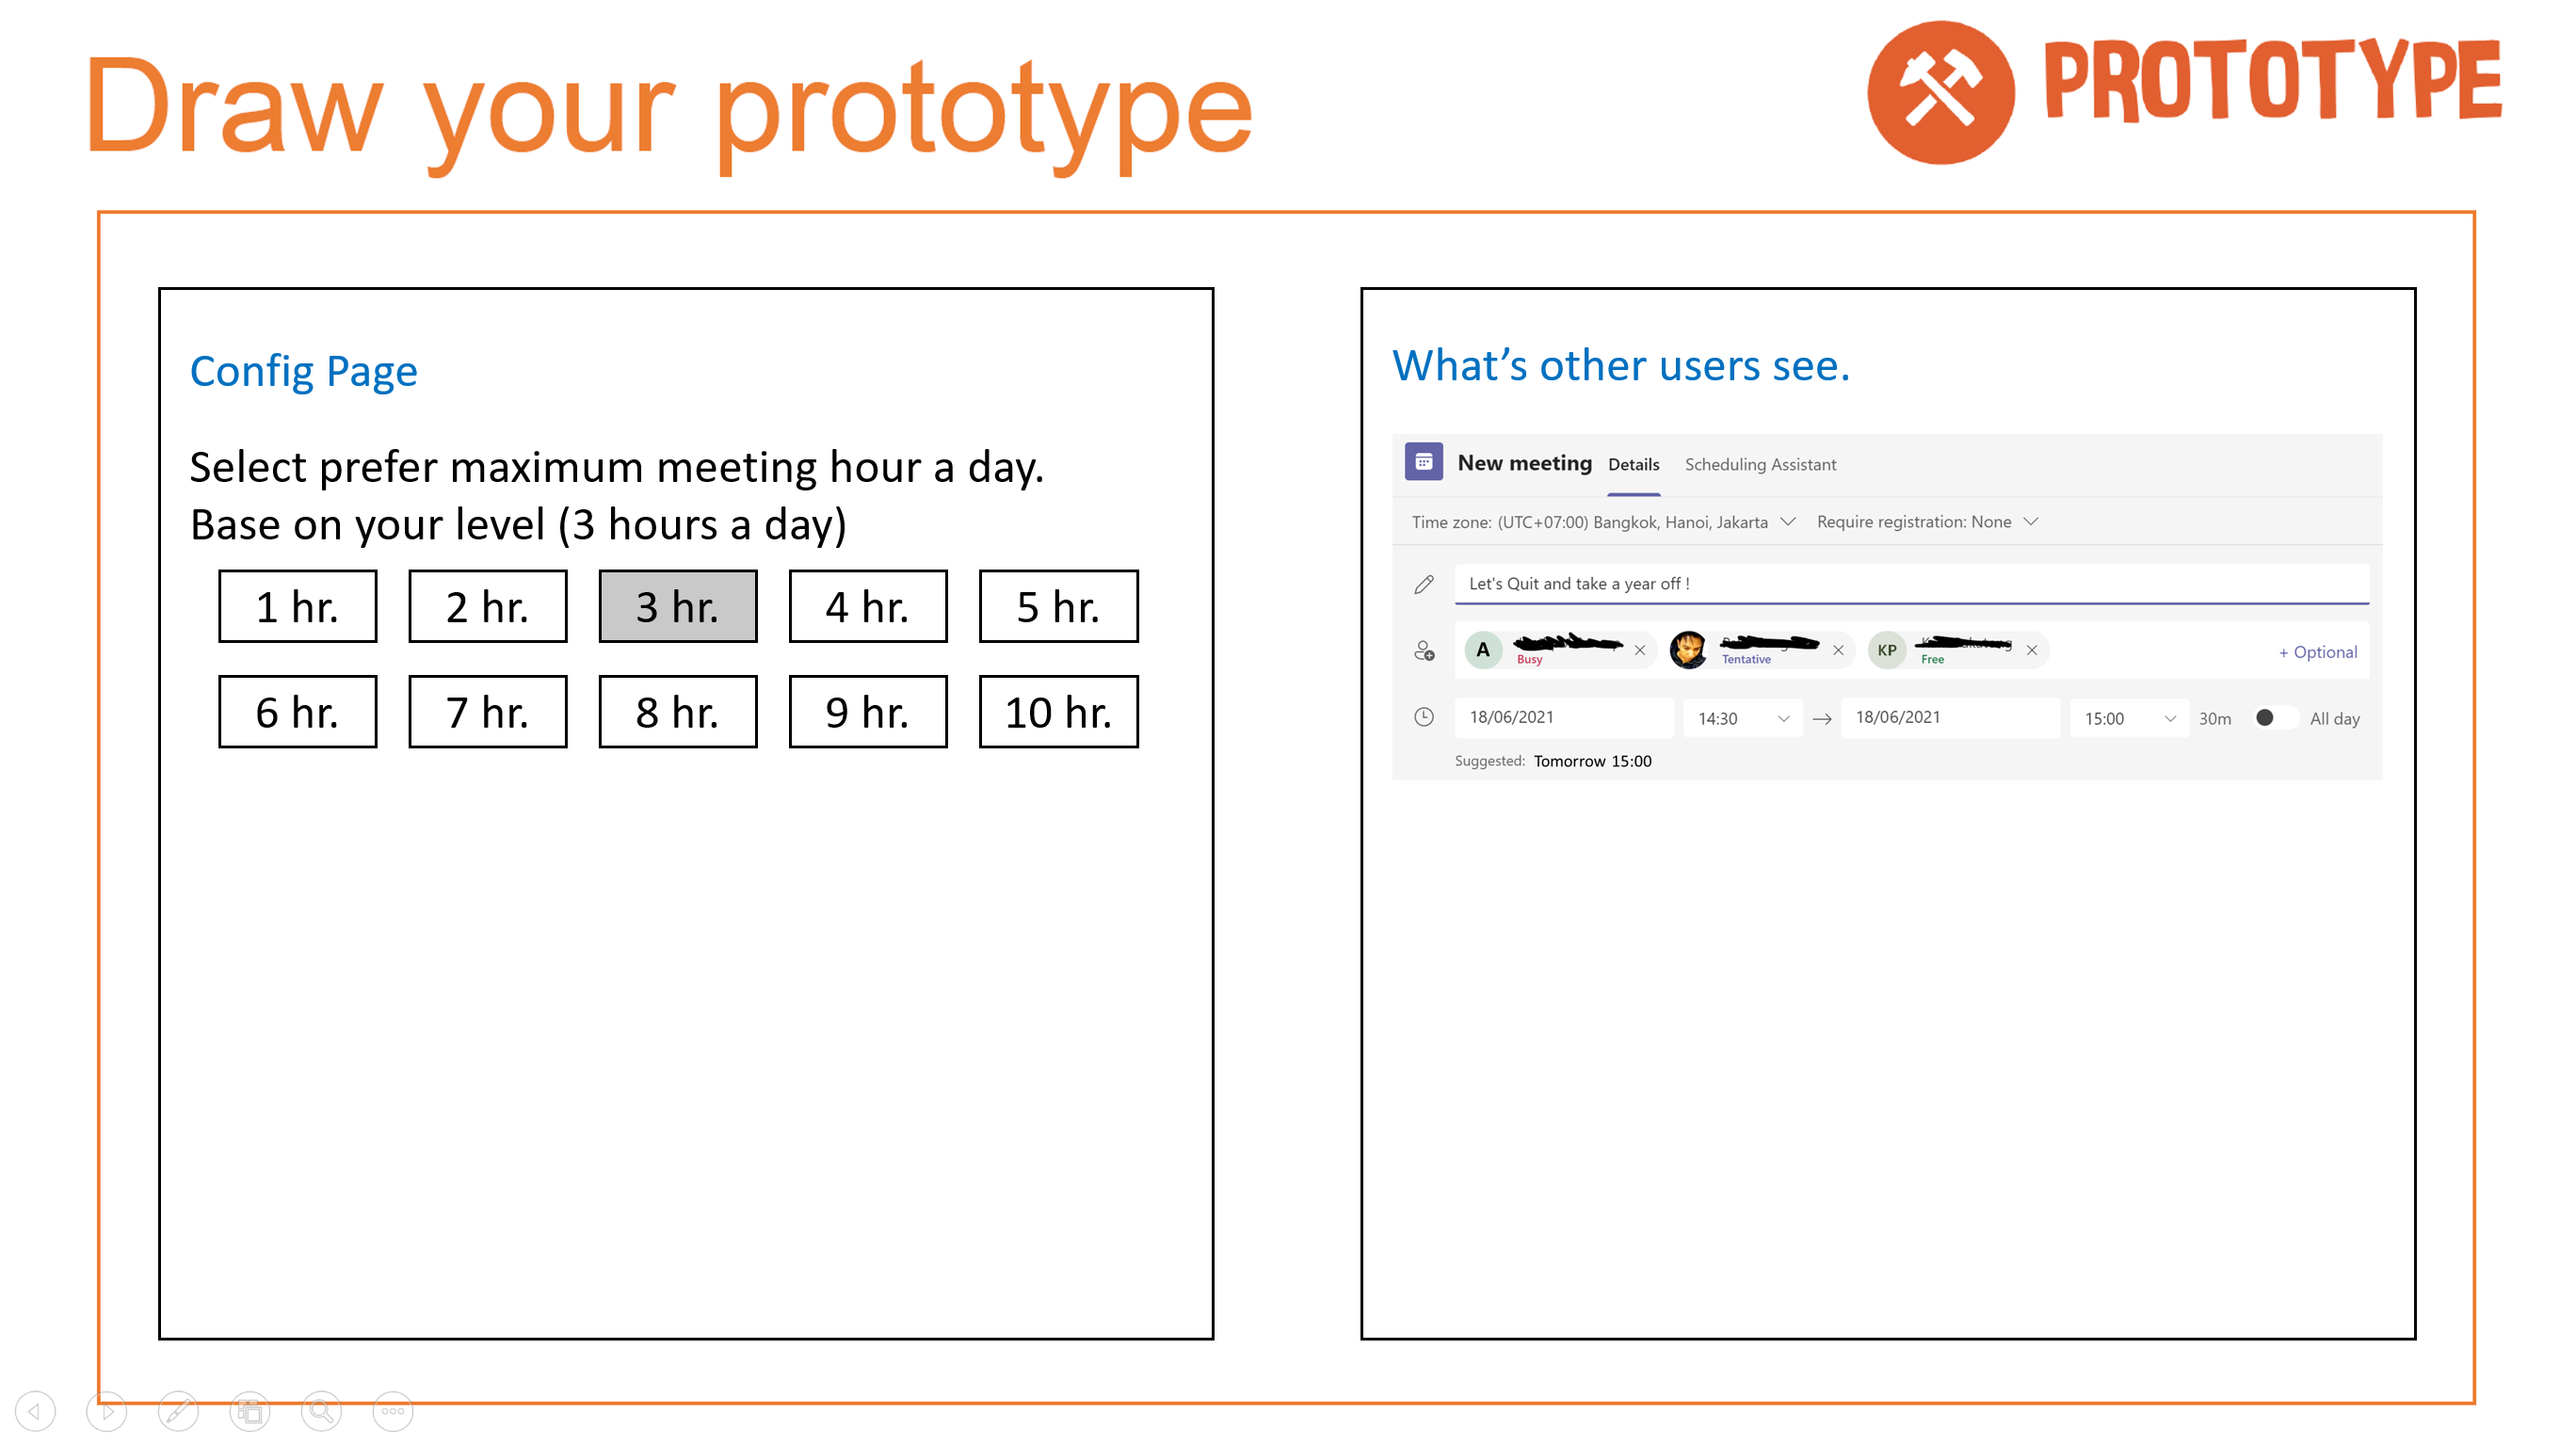 Draw your prototype
PROTOTYPE
Config Page
Select prefer maximum meeting hour a day.
Base on your level (3 hours a day)
1 hr. 2 hr. 3 hr. 4 hr. 5 hr.
6 hr. 7 hr. 8 hr. 9 hr. 10 hr.
What’s other users see.
New meeting Details Scheduling Assistant
Time zone: (UTC+07:00) Bangkok, Hanoi, Jakarta Require registration: None
Let's Quit and take a year off !
A KP + Optional
Busy Tentative Free
18/06/2021 14:30 → 18/06/2021 15:00 30m All day
Suggested: Tomorrow 15:00